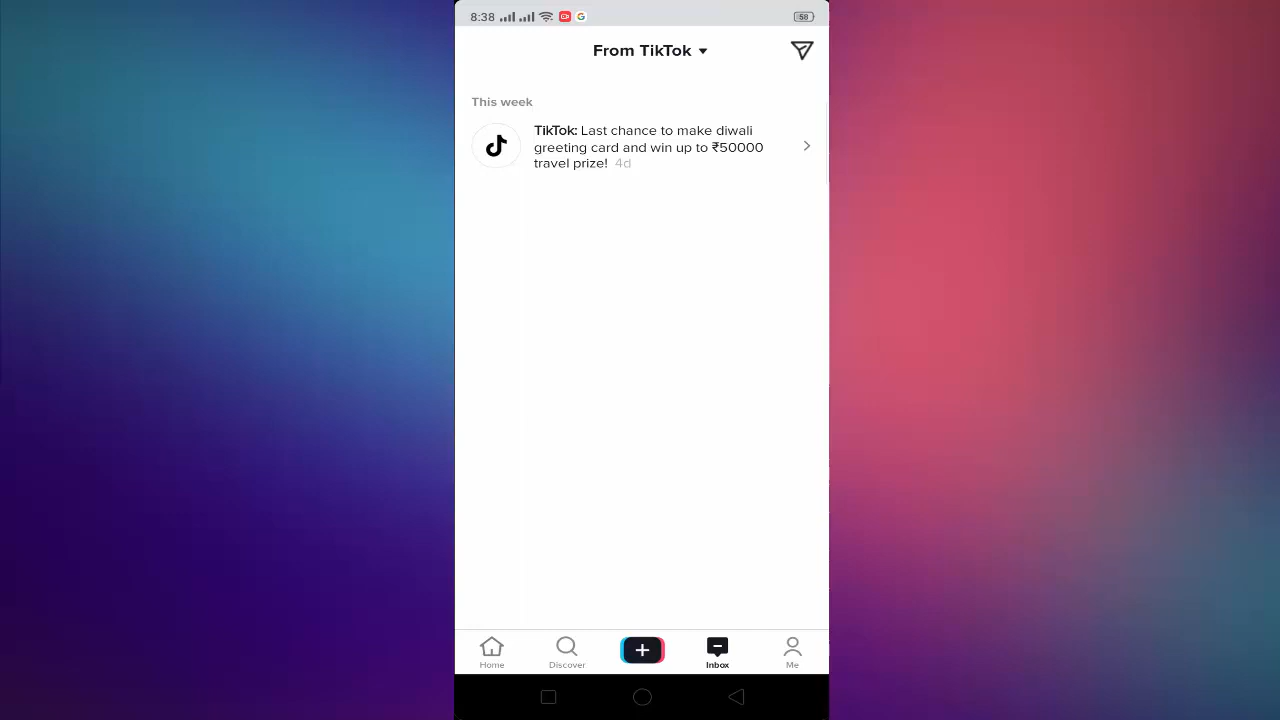 8:38
58
From TikTok
This week
TikTok: Last chance to make diwali
greeting card and win up to ₹50000
travel prize! 4d
Home
Discover
Inbox
Me